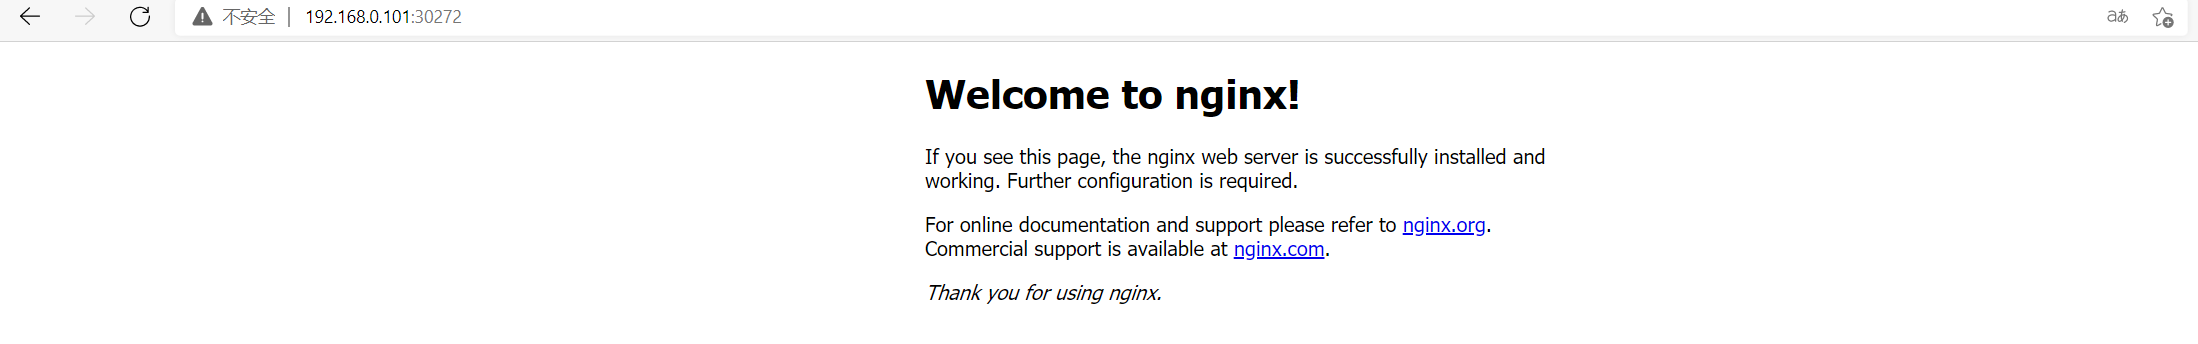 不安全 | 192.168.0.101:30272 aあ
Welcome to nginx!
If you see this page, the nginx web server is successfully installed and
working. Further configuration is required.
For online documentation and support please refer to nginx.org.
Commercial support is available at nginx.com.
Thank you for using nginx.